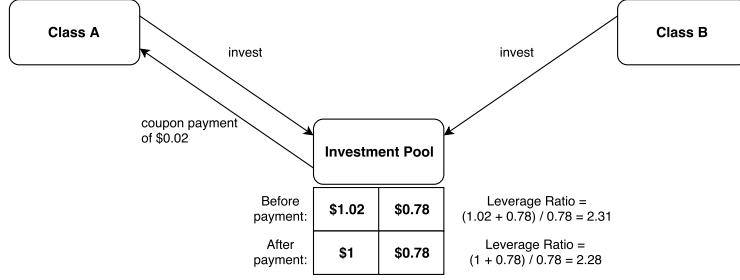 Class A
Class B
invest
invest
coupon payment
of $0.02
Investment Pool
Before
payment:
$1.02
$0.78
Leverage Ratio =
(1.02 + 0.78) / 0.78 = 2.31
After
payment:
$1
$0.78
Leverage Ratio =
(1 + 0.78) / 0.78 = 2.28